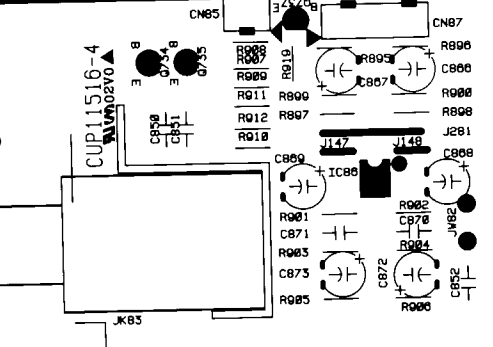 CN85
B
E
CN87
B
Q734
Q735
E
R908
R907
R909
R911
R912
R910
R919
R895
R896
C867
C866
R899
R900
R897
R898
CUP11516-4
94V0
C850
C851
J281
J147
J148
C869
IC86
C868
R901
R902
C870
C871
JW82
R903
R904
C873
C872
C852
R905
R906
JK83